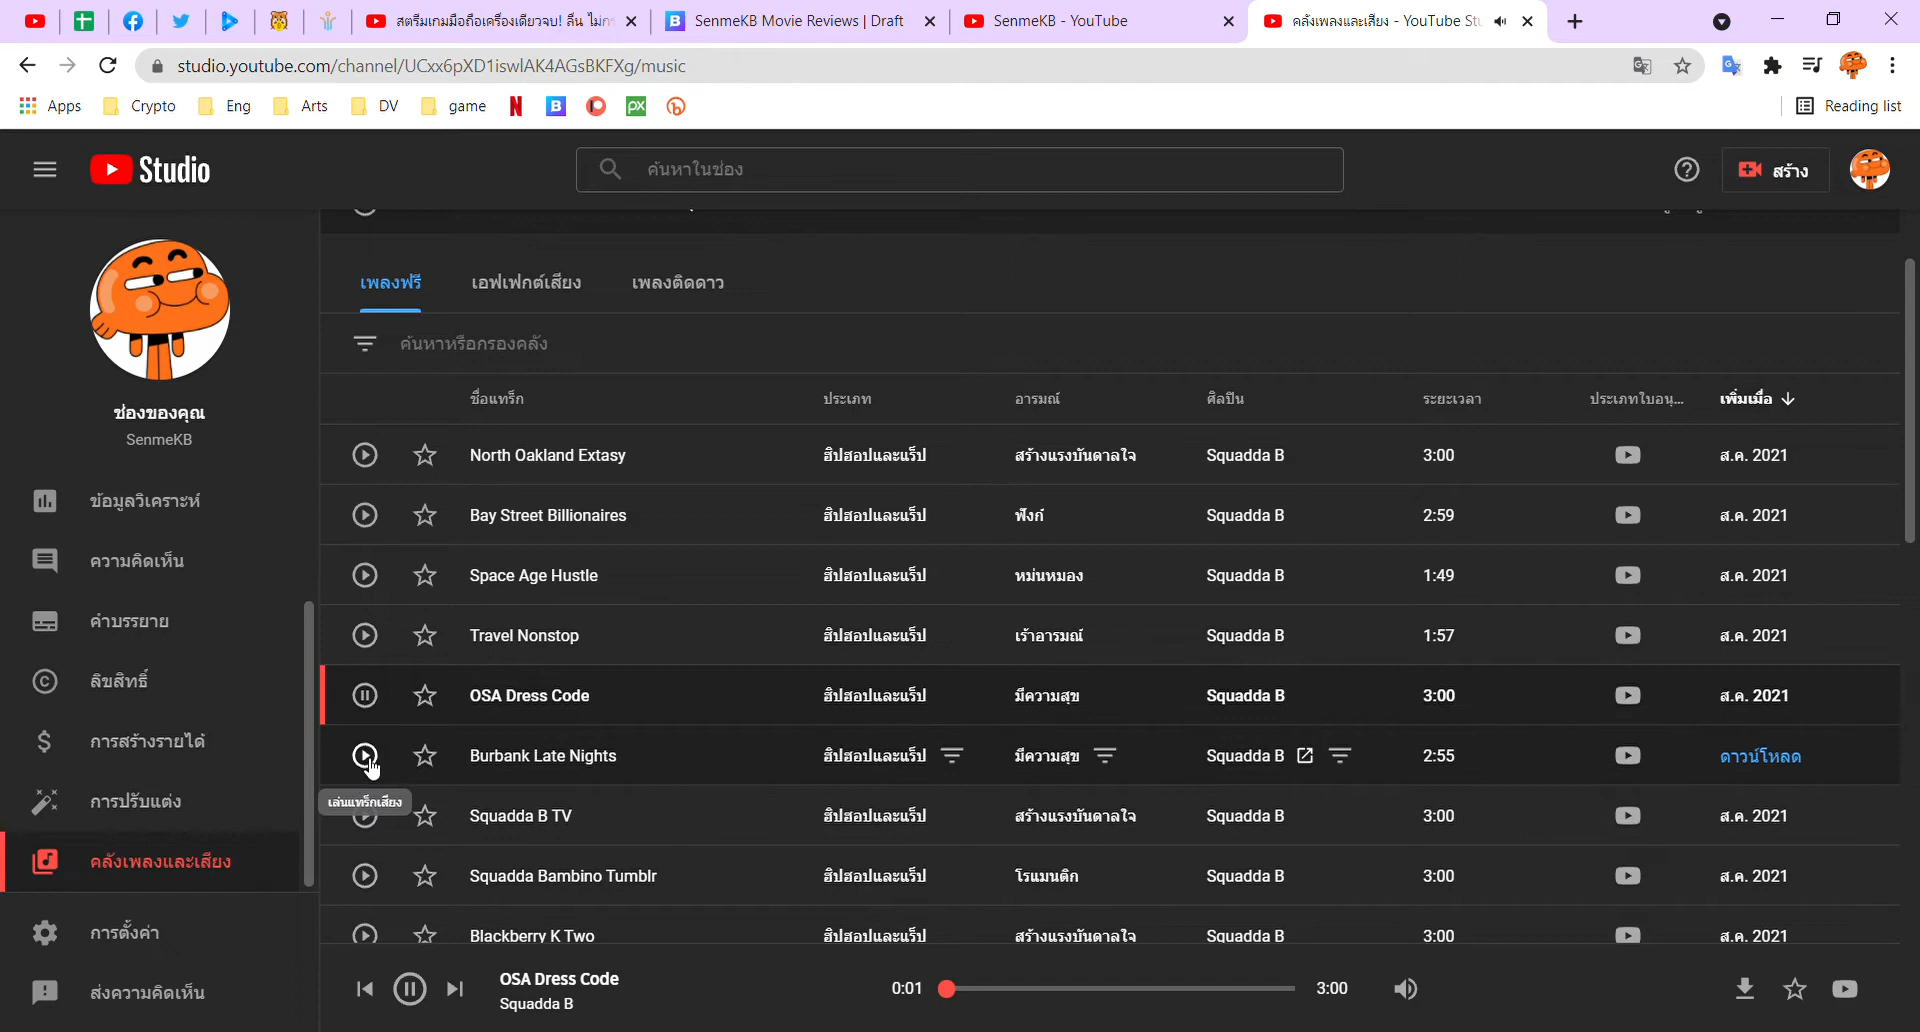 สตรีมเกมมือถือเครื่องเดียวจบ! ลื่น ไม่กร
SenmeKB Movie Reviews | Draft
SenmeKB - YouTube
คลังเพลงและเสียง - YouTube Stu
studio.youtube.com/channel/UCxx6pXD1iswlAK4AGsBKFXg/music
Apps Crypto Eng Arts DV game Reading list
Studio
ค้นหาในช่อง
สร้าง
ช่องของคุณ
SenmeKB
ข้อมูลวิเคราะห์
ความคิดเห็น
คำบรรยาย
ลิขสิทธิ์
การสร้างรายได้
การปรับแต่ง
คลังเพลงและเสียง
การตั้งค่า
ส่งความคิดเห็น
เพลงฟรี เอฟเฟกต์เสียง เพลงติดดาว
ค้นหาหรือกรองคลัง
ชื่อแทร็ก ประเภท อารมณ์ ศิลปิน ระยะเวลา ประเภทใบอนุ... เพิ่มเมื่อ
North Oakland Extasy ฮิปฮอปและแร็ป สร้างแรงบันดาลใจ Squadda B 3:00 ส.ค. 2021
Bay Street Billionaires ฮิปฮอปและแร็ป ฟังก์ Squadda B 2:59 ส.ค. 2021
Space Age Hustle ฮิปฮอปและแร็ป หม่นหมอง Squadda B 1:49 ส.ค. 2021
Travel Nonstop ฮิปฮอปและแร็ป เร้าอารมณ์ Squadda B 1:57 ส.ค. 2021
OSA Dress Code ฮิปฮอปและแร็ป มีความสุข Squadda B 3:00 ส.ค. 2021
Burbank Late Nights ฮิปฮอปและแร็ป มีความสุข Squadda B 2:55 ดาวน์โหลด
เล่นแทร็กเสียง
Squadda B TV ฮิปฮอปและแร็ป สร้างแรงบันดาลใจ Squadda B 3:00 ส.ค. 2021
Squadda Bambino Tumblr ฮิปฮอปและแร็ป โรแมนติก Squadda B 3:00 ส.ค. 2021
Blackberry K Two ฮิปฮอปและแร็ป สร้างแรงบันดาลใจ Squadda B 3:00 ส.ค. 2021
OSA Dress Code
Squadda B
0:01 3:00